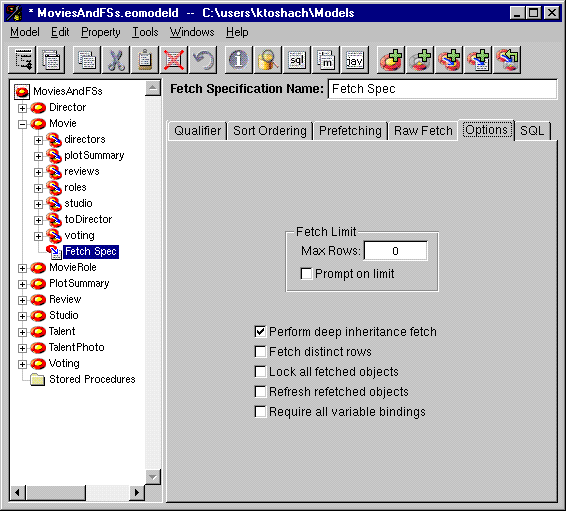 * MoviesAndFSs.eomodeld -- C:\users\ktoshach\Models
Model Edit Property Tools Windows Help
sql m jav
MoviesAndFSs
Director
Movie
directors
plotSummary
reviews
roles
studio
toDirector
voting
Fetch Spec
MovieRole
PlotSummary
Review
Studio
Talent
TalentPhoto
Voting
Stored Procedures
Fetch Specification Name: Fetch Spec
Qualifier Sort Ordering Prefetching Raw Fetch Options SQL
Fetch Limit
Max Rows: 0
Prompt on limit
Perform deep inheritance fetch
Fetch distinct rows
Lock all fetched objects
Refresh refetched objects
Require all variable bindings